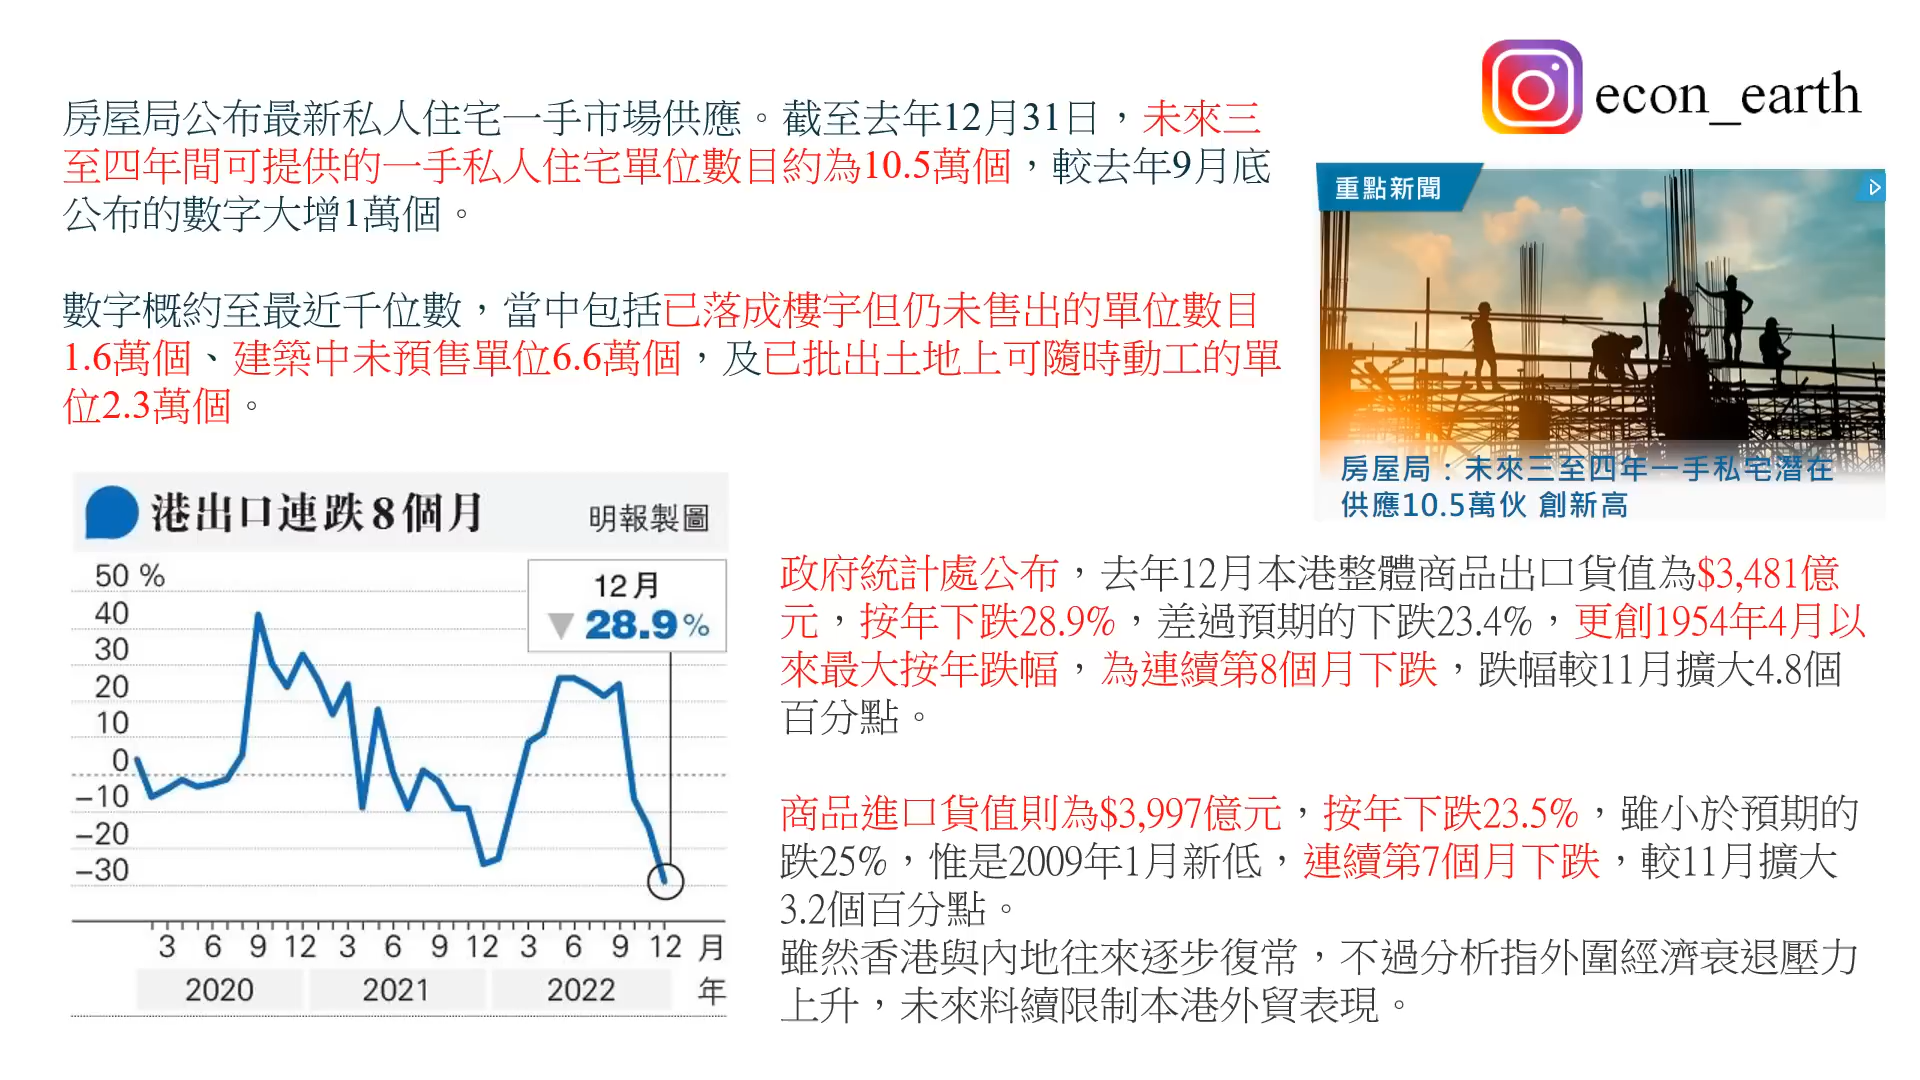 econ_earth
房屋局公布最新私人住宅一手市場供應。截至去年12月31日，未來三
至四年間可提供的一手私人住宅單位數目約為10.5萬個，較去年9月底
公布的數字大增1萬個。
數字概約至最近千位數，當中包括已落成樓宇但仍未售出的單位數目
1.6萬個、建築中未預售單位6.6萬個，及已批出土地上可隨時動工的單
位2.3萬個。
重點新聞
房屋局：未來三至四年一手私宅潛在
供應10.5萬伙 創新高
港出口連跌8個月 明報製圖
50 %
40
30
20
10
0
−10
−20
−30
12月
▼28.9%
3 6 9 12 3 6 9 12 3 6 9 12 月
2020 2021 2022 年
政府統計處公布，去年12月本港整體商品出口貨值為$3,481億
元，按年下跌28.9%，差過預期的下跌23.4%，更創1954年4月以
來最大按年跌幅，為連續第8個月下跌，跌幅較11月擴大4.8個
百分點。
商品進口貨值則為$3,997億元，按年下跌23.5%，雖小於預期的
跌25%，惟是2009年1月新低，連續第7個月下跌，較11月擴大
3.2個百分點。
雖然香港與內地往來逐步復常，不過分析指外圍經濟衰退壓力
上升，未來料續限制本港外貿表現。